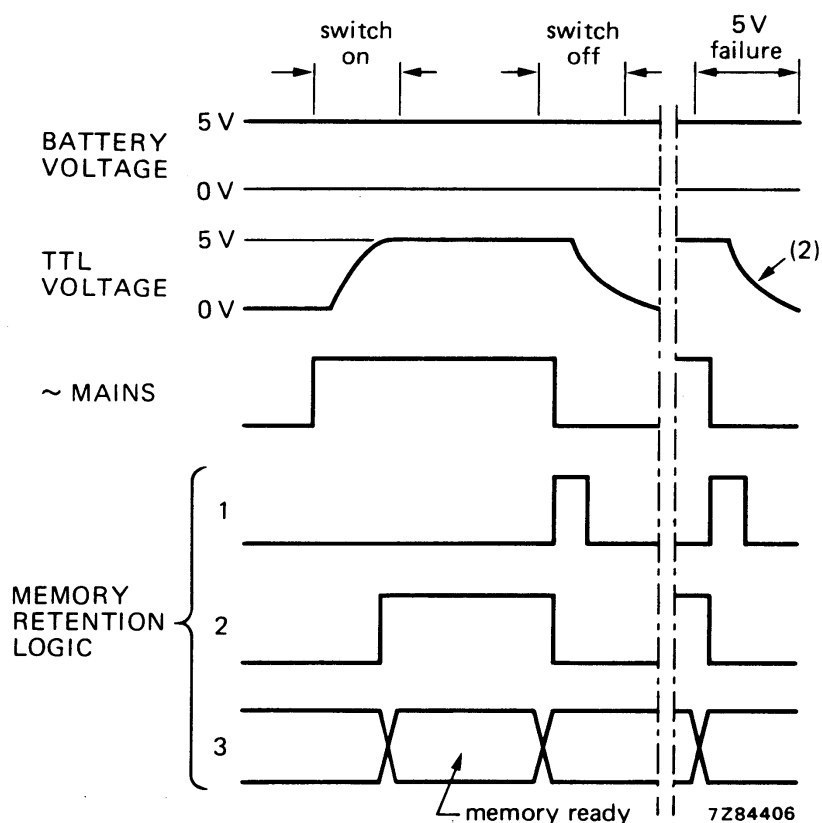 switch
on
switch
off
5 V
failure
BATTERY
VOLTAGE
5 V
0 V
TTL
VOLTAGE
5 V
0 V
(2)
~ MAINS
MEMORY
RETENTION
LOGIC
1
2
3
memory ready
7Z84406